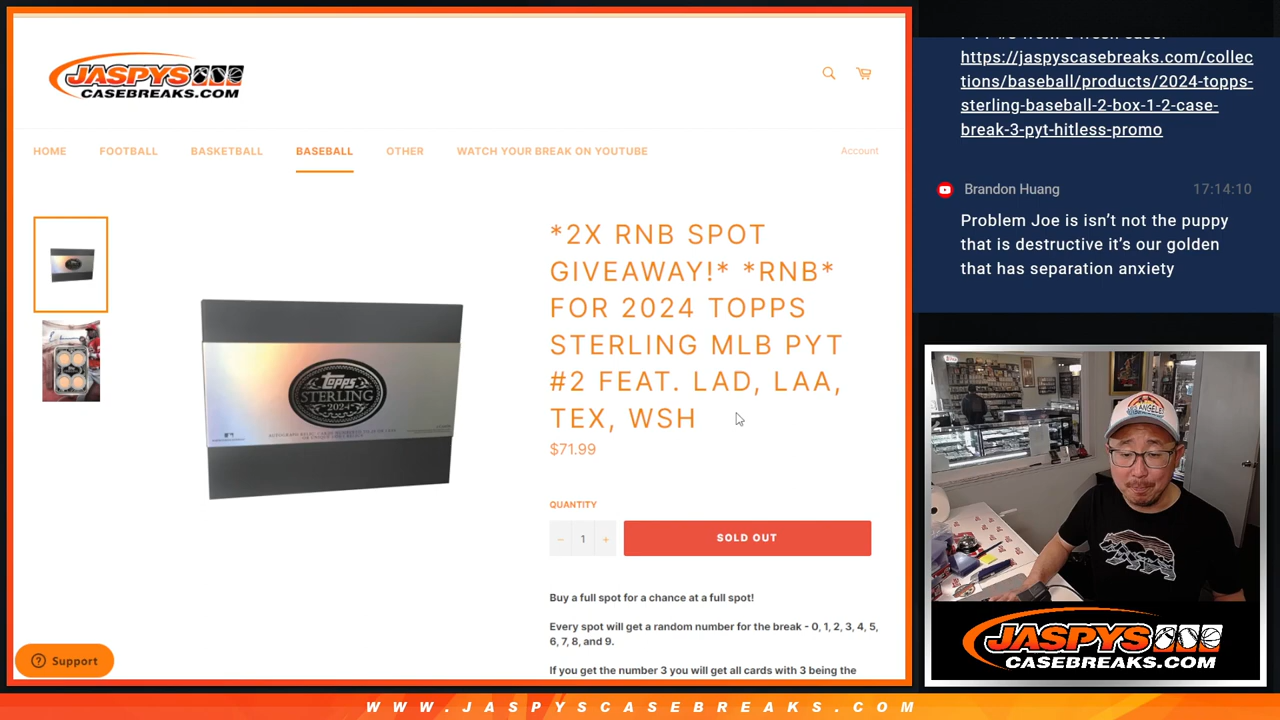 JASPYS
CASEBREAKS.COM
HOME
FOOTBALL
BASKETBALL
BASEBALL
OTHER
WATCH YOUR BREAK ON YOUTUBE
Account
topps
STERLING
2024
*2X RNB SPOT
GIVEAWAY!* *RNB*
FOR 2024 TOPPS
STERLING MLB PYT
#2 FEAT. LAD, LAA,
TEX, WSH
$71.99
QUANTITY
− 1 +
SOLD OUT
Buy a full spot for a chance at a full spot!
Every spot will get a random number for the break - 0, 1, 2, 3, 4, 5,
6, 7, 8, and 9.
If you get the number 3 you will get all cards with 3 being the
Support
https://jaspyscasebreaks.com/collec
tions/baseball/products/2024-topps-
sterling-baseball-2-box-1-2-case-
break-3-pyt-hitless-promo
Brandon Huang
17:14:10
Problem Joe is isn’t not the puppy
that is destructive it’s our golden
that has separation anxiety
JASPYS
CASEBREAKS.COM
WWW.JASPYSCASEBREAKS.COM